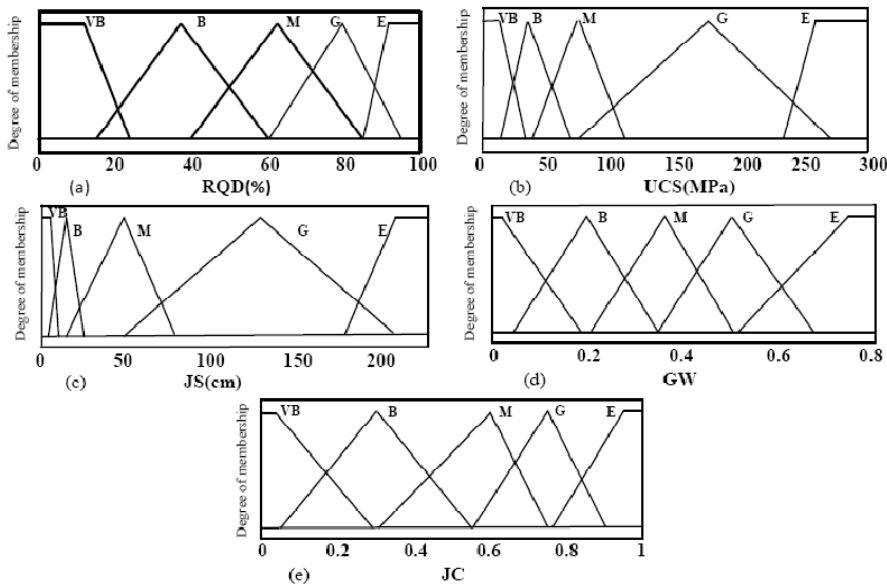 Degree of membership
VB B M G E
0 20 40 60 80 100
(a) RQD(%)
Degree of membership
VB B M G E
0 50 100 150 200 250 300
(b) UCS(MPa)
Degree of membership
VB B M G E
0 50 100 150 200
(c) JS(cm)
Degree of membership
VB B M G E
0 0.2 0.4 0.6 0.8
(d) GW
Degree of membership
VB B M G E
0 0.2 0.4 0.6 0.8 1
(e) JC